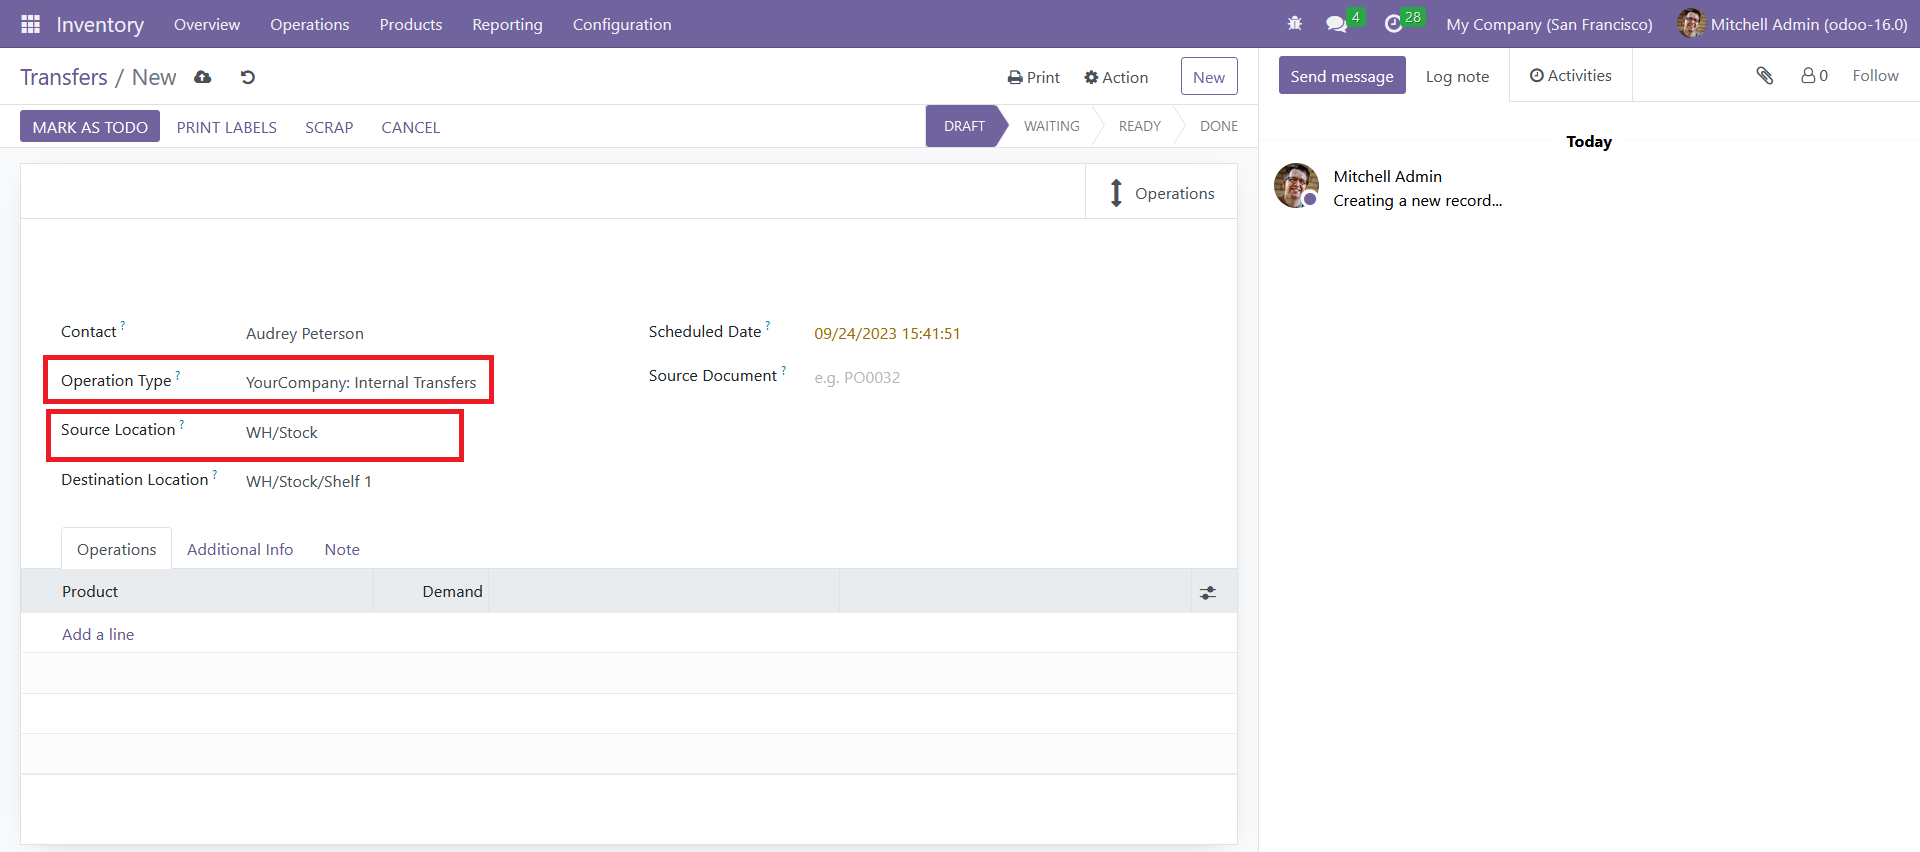 Inventory Overview Operations Products Reporting Configuration 4 28 My Company (San Francisco) Mitchell Admin (odoo-16.0)
Transfers / New Print Action New
Send message Log note Activities 0 Follow
MARK AS TODO PRINT LABELS SCRAP CANCEL DRAFT WAITING READY DONE
Today
Mitchell Admin
Creating a new record...
Operations
Contact ? Audrey Peterson
Scheduled Date ? 09/24/2023 15:41:51
Operation Type ? YourCompany: Internal Transfers
Source Document ? e.g. PO0032
Source Location ? WH/Stock
Destination Location ? WH/Stock/Shelf 1
Operations Additional Info Note
Product Demand
Add a line